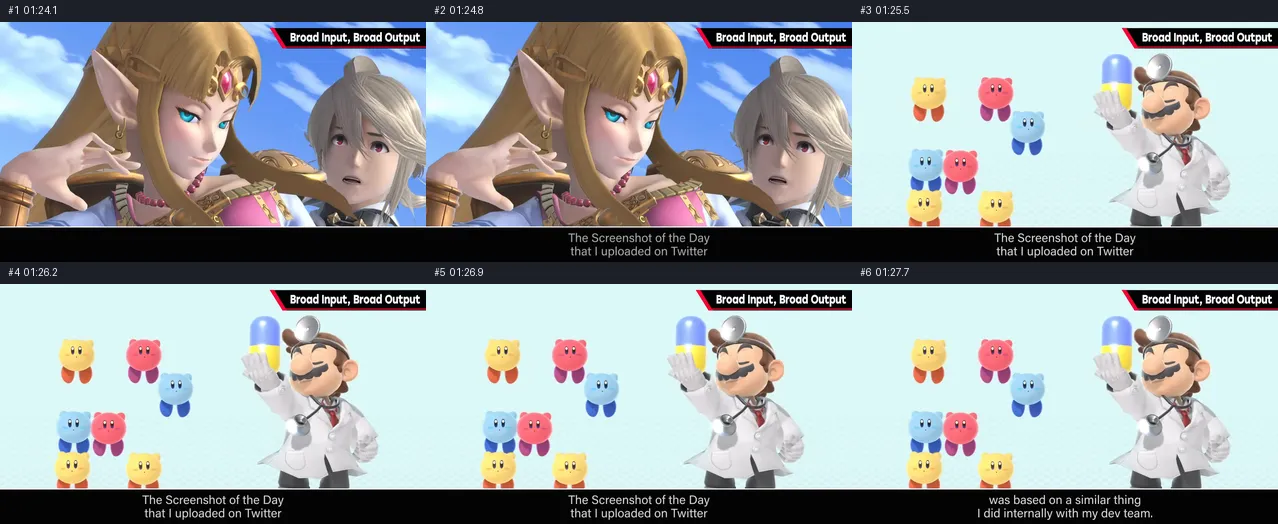 #1 01:24.1
Broad Input, Broad Output
#2 01:24.8
Broad Input, Broad Output
The Screenshot of the Day
that I uploaded on Twitter
#3 01:25.5
Broad Input, Broad Output
The Screenshot of the Day
that I uploaded on Twitter
#4 01:26.2
Broad Input, Broad Output
The Screenshot of the Day
that I uploaded on Twitter
#5 01:26.9
Broad Input, Broad Output
The Screenshot of the Day
that I uploaded on Twitter
#6 01:27.7
Broad Input, Broad Output
was based on a similar thing
I did internally with my dev team.